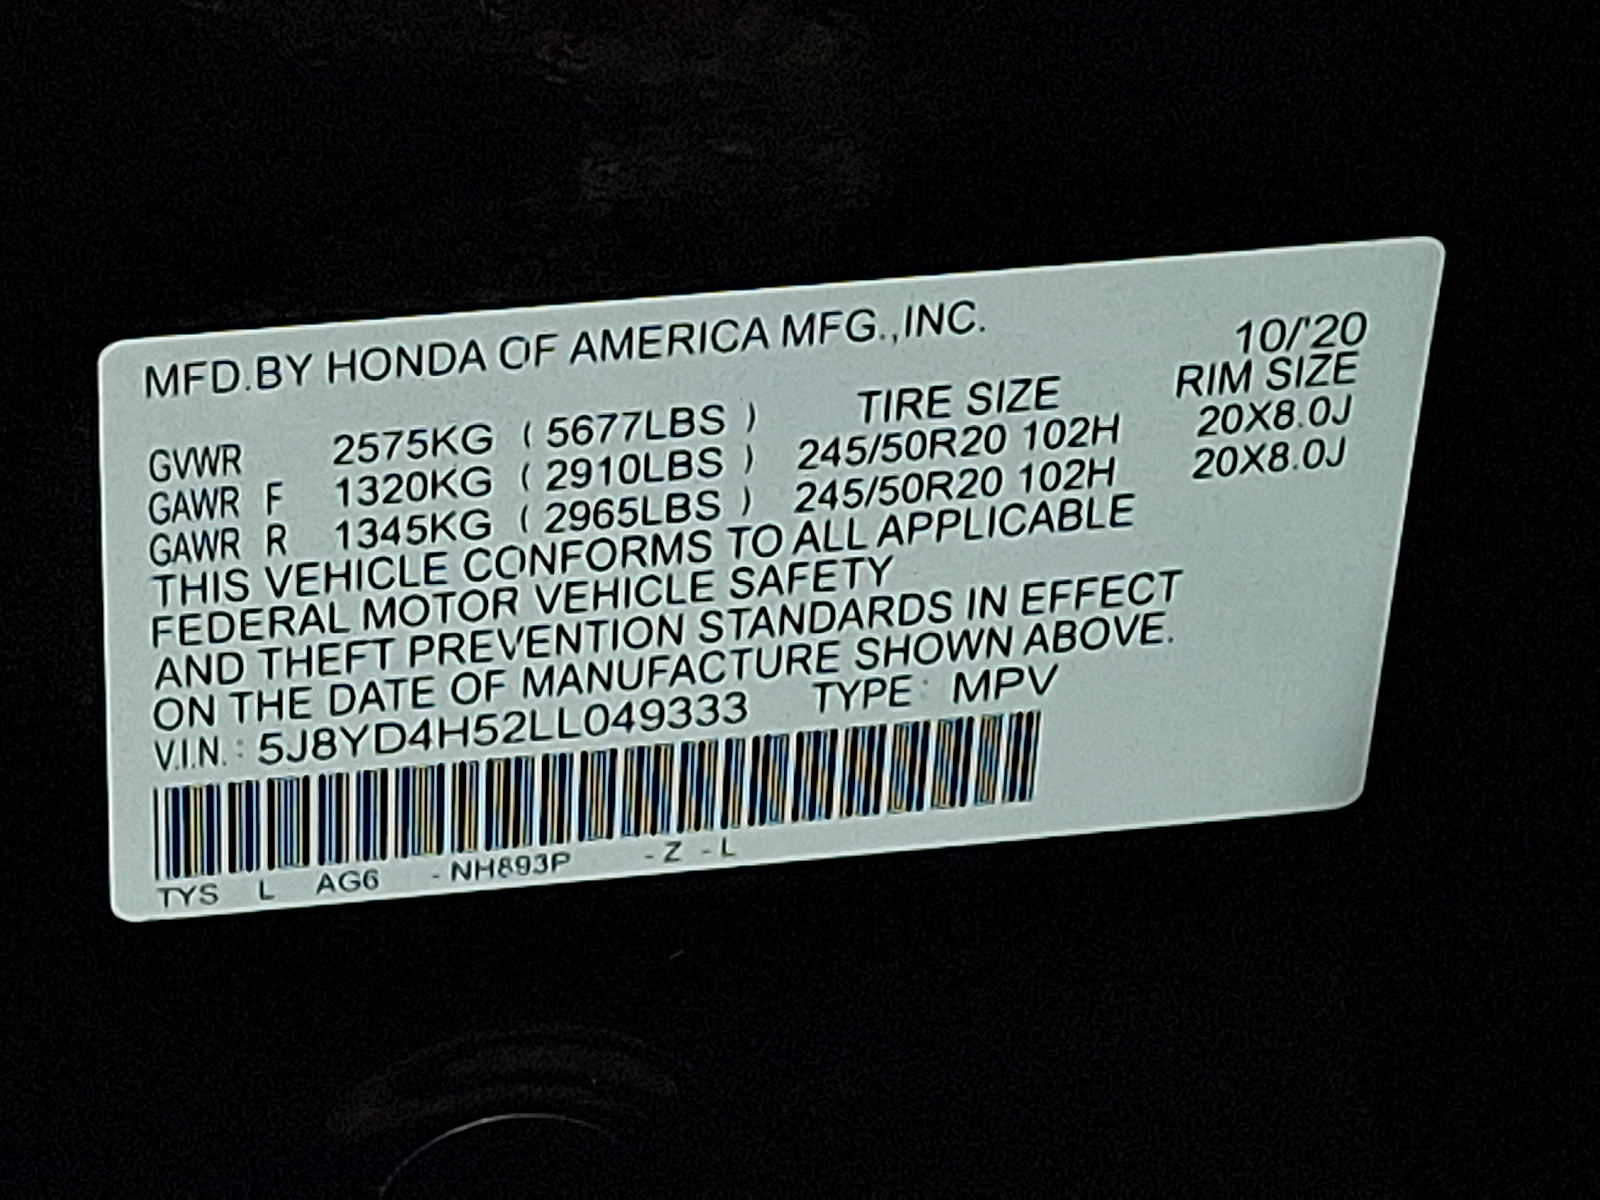 MFD.BY HONDA OF AMERICA MFG.,INC. 10/'20
TIRE SIZE RIM SIZE
GVWR 2575KG ( 5677LBS )
GAWR F 1320KG ( 2910LBS ) 245/50R20 102H 20X8.0J
GAWR R 1345KG ( 2965LBS ) 245/50R20 102H 20X8.0J
THIS VEHICLE CONFORMS TO ALL APPLICABLE
FEDERAL MOTOR VEHICLE SAFETY
AND THEFT PREVENTION STANDARDS IN EFFECT
ON THE DATE OF MANUFACTURE SHOWN ABOVE.
V.I.N.: 5J8YD4H52LL049333 TYPE: MPV
TYS L AG6 -NH893P -Z -L